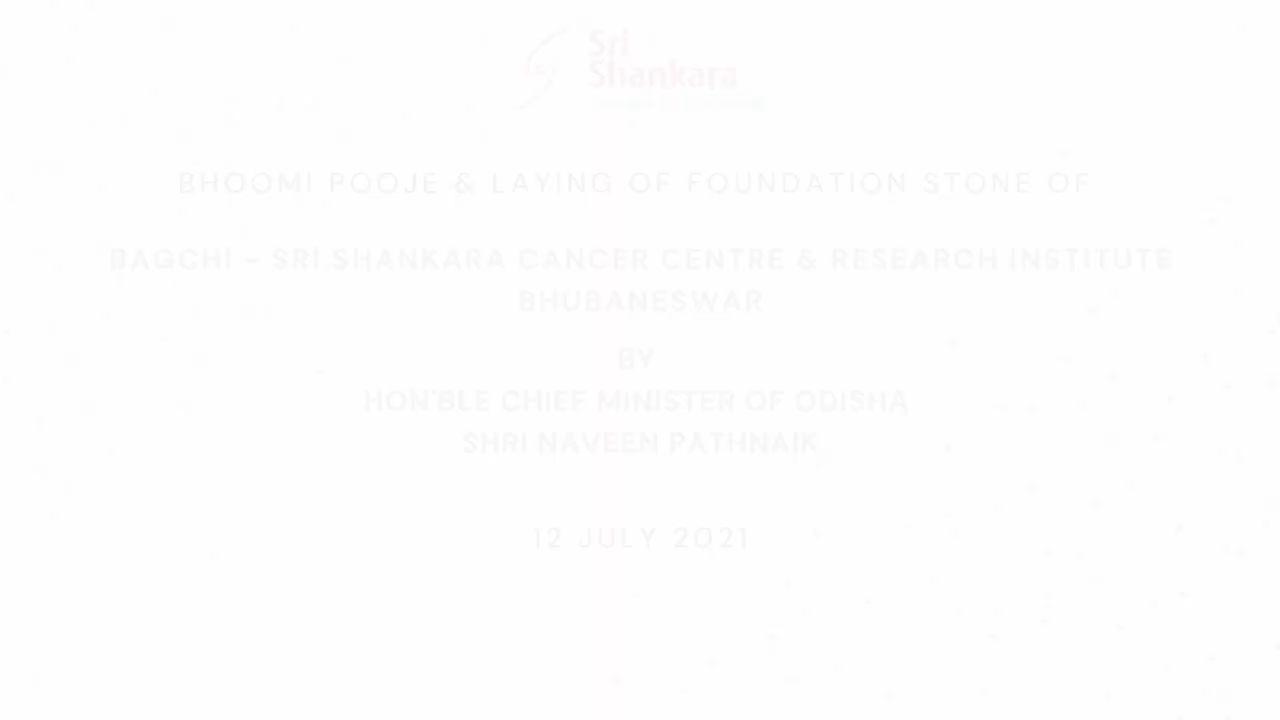 Sri
Shankara
BHOOMI POOJE & LAYING OF FOUNDATION STONE OF
BAGCHI – SRI SHANKARA CANCER CENTRE & RESEARCH INSTITUTE
BHUBANESWAR
BY
HON'BLE CHIEF MINISTER OF ODISHA
SHRI NAVEEN PATHNAIK
12 JULY 2021